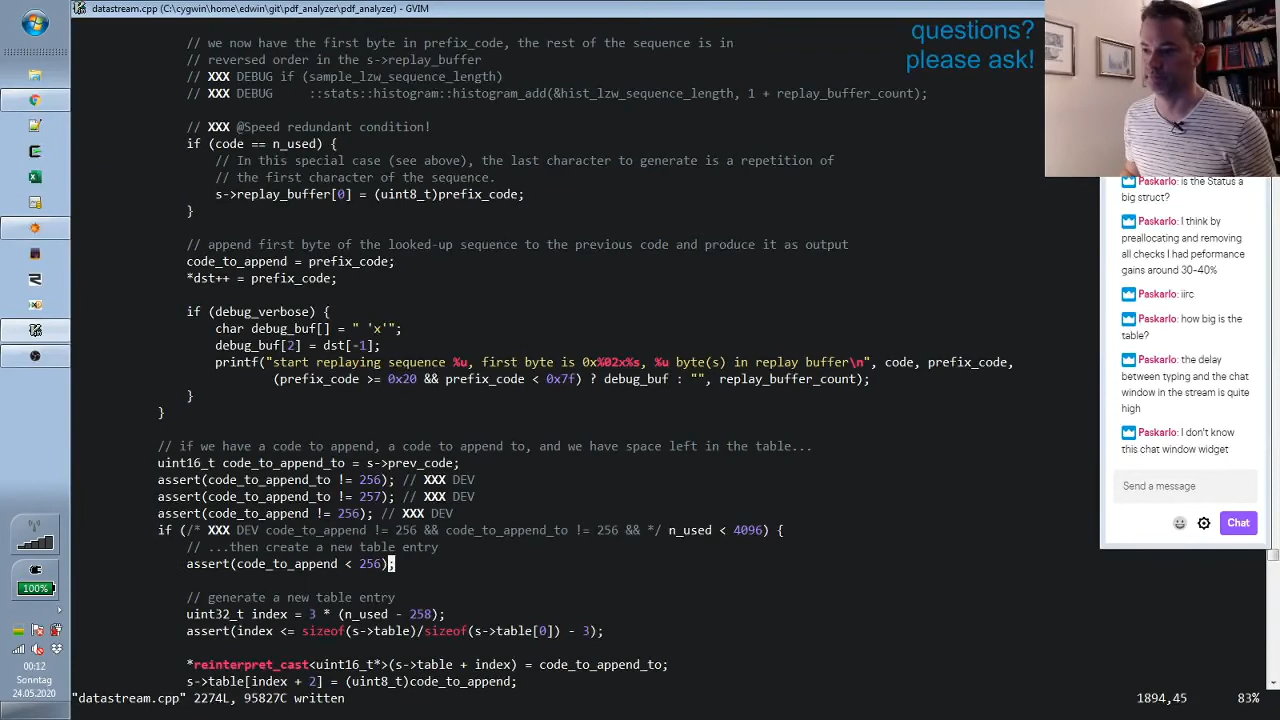 datastream.cpp (C:\cygwin\home\edwin\git\pdf_analyzer\pdf_analyzer) - GVIM
questions?
please ask!
// we now have the first byte in prefix_code, the rest of the sequence is in
// reversed order in the s->replay_buffer
// XXX DEBUG if (sample_lzw_sequence_length)
// XXX DEBUG    ::stats::histogram::histogram_add(&hist_lzw_sequence_length, 1 + replay_buffer_count);
// XXX @Speed redundant condition!
if (code == n_used) {
// In this special case (see above), the last character to generate is a repetition of
// the first character of the sequence.
s->replay_buffer[0] = (uint8_t)prefix_code;
}
// append first byte of the looked-up sequence to the previous code and produce it as output
code_to_append = prefix_code;
*dst++ = prefix_code;
if (debug_verbose) {
char debug_buf[] = " 'x'";
debug_buf[2] = dst[-1];
printf("start replaying sequence %u, first byte is 0x%02x%s, %u byte(s) in replay buffer\n", code, prefix_code,
(prefix_code >= 0x20 && prefix_code < 0x7f) ? debug_buf : "", replay_buffer_count);
}
}
// if we have a code to append, a code to append to, and we have space left in the table...
uint16_t code_to_append_to = s->prev_code;
assert(code_to_append_to != 256); // XXX DEV
assert(code_to_append_to != 257); // XXX DEV
assert(code_to_append != 256); // XXX DEV
if (/* XXX DEV code_to_append != 256 && code_to_append_to != 256 && */ n_used < 4096) {
// ...then create a new table entry
assert(code_to_append < 256);
// generate a new table entry
uint32_t index = 3 * (n_used - 258);
assert(index <= sizeof(s->table)/sizeof(s->table[0]) - 3);
*reinterpret_cast<uint16_t*>(s->table + index) = code_to_append_to;
s->table[index + 2] = (uint8_t)code_to_append;
"datastream.cpp" 2274L, 95827C written
1894,45
83%
Paskarlo: is the Status a
big struct?
Paskarlo: I think by
preallocating and removing
all checks I had peformance
gains around 30-40%
Paskarlo: iirc
Paskarlo: how big is the
table?
Paskarlo: the delay
between typing and the chat
window in the stream is quite
high
Paskarlo: I don't know
this chat window widget
Send a message
Chat
100%
00:12
Sonntag
24.05.2020